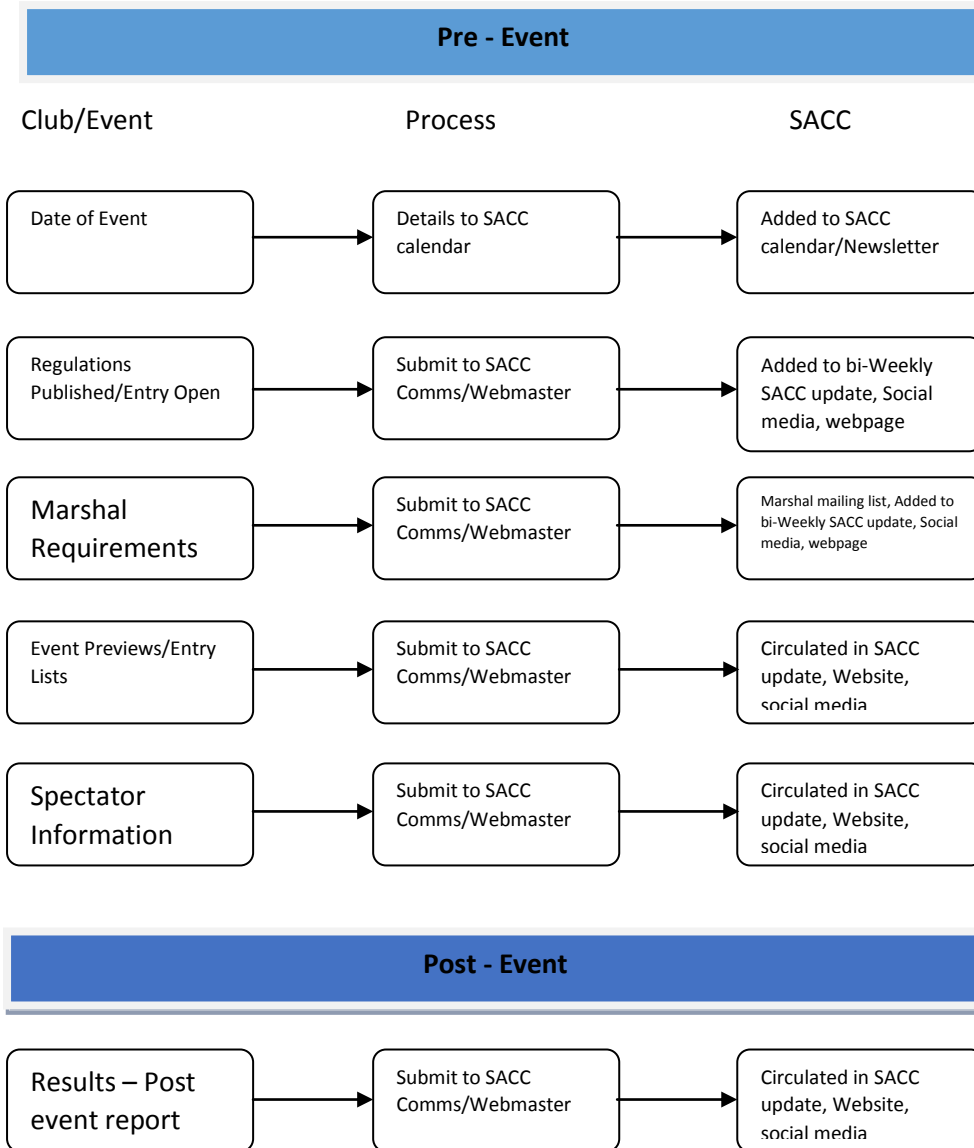 Pre - Event
Club/Event
Process
SACC
Date of Event
Details to SACC
calendar
Added to SACC
calendar/Newsletter
Regulations
Published/Entry Open
Submit to SACC
Comms/Webmaster
Added to bi-Weekly
SACC update, Social
media, webpage
Marshal
Requirements
Submit to SACC
Comms/Webmaster
Marshal mailing list, Added to
bi-Weekly SACC update, Social
media, webpage
Event Previews/Entry
Lists
Submit to SACC
Comms/Webmaster
Circulated in SACC
update, Website,
social media
Spectator
Information
Submit to SACC
Comms/Webmaster
Circulated in SACC
update, Website,
social media
Post - Event
Results – Post
event report
Submit to SACC
Comms/Webmaster
Circulated in SACC
update, Website,
social media